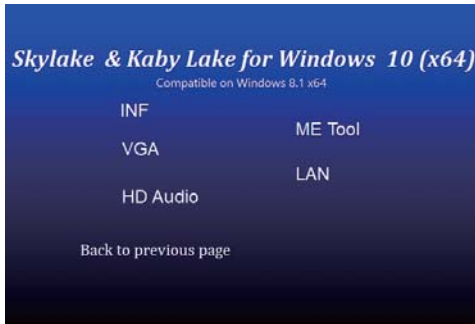 Skylake & Kaby Lake for Windows 10 (x64)
Compatible on Windows 8.1 x64
INF
VGA
HD Audio
ME Tool
LAN
Back to previous page